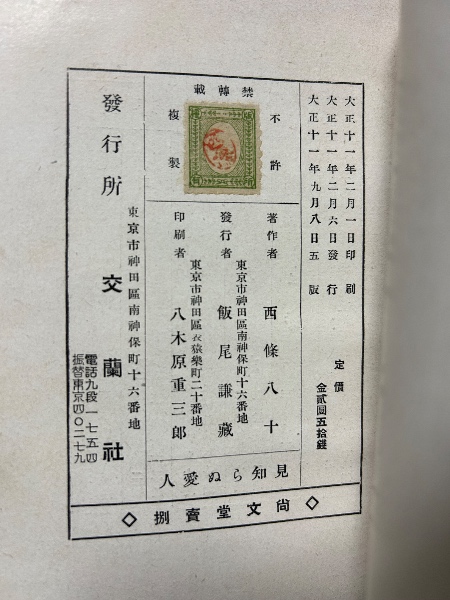 大正十一年二月一日印刷
大正十一年二月六日發行
大正十一年九月八日五版
定價
金貳圓五拾錢
禁轉載
不許
複製
著作者 西條八十
東京市神田區南神保町十六番地
發行者 飯尾謙藏
東京市神田區衣猿樂町二十番地
印刷者 八木原重三郎
見知らぬ愛人
發行所
東京市神田區南神保町十六番地
交蘭社
電話九段一七五四
振替東京四〇二七九
尚文堂賣捌